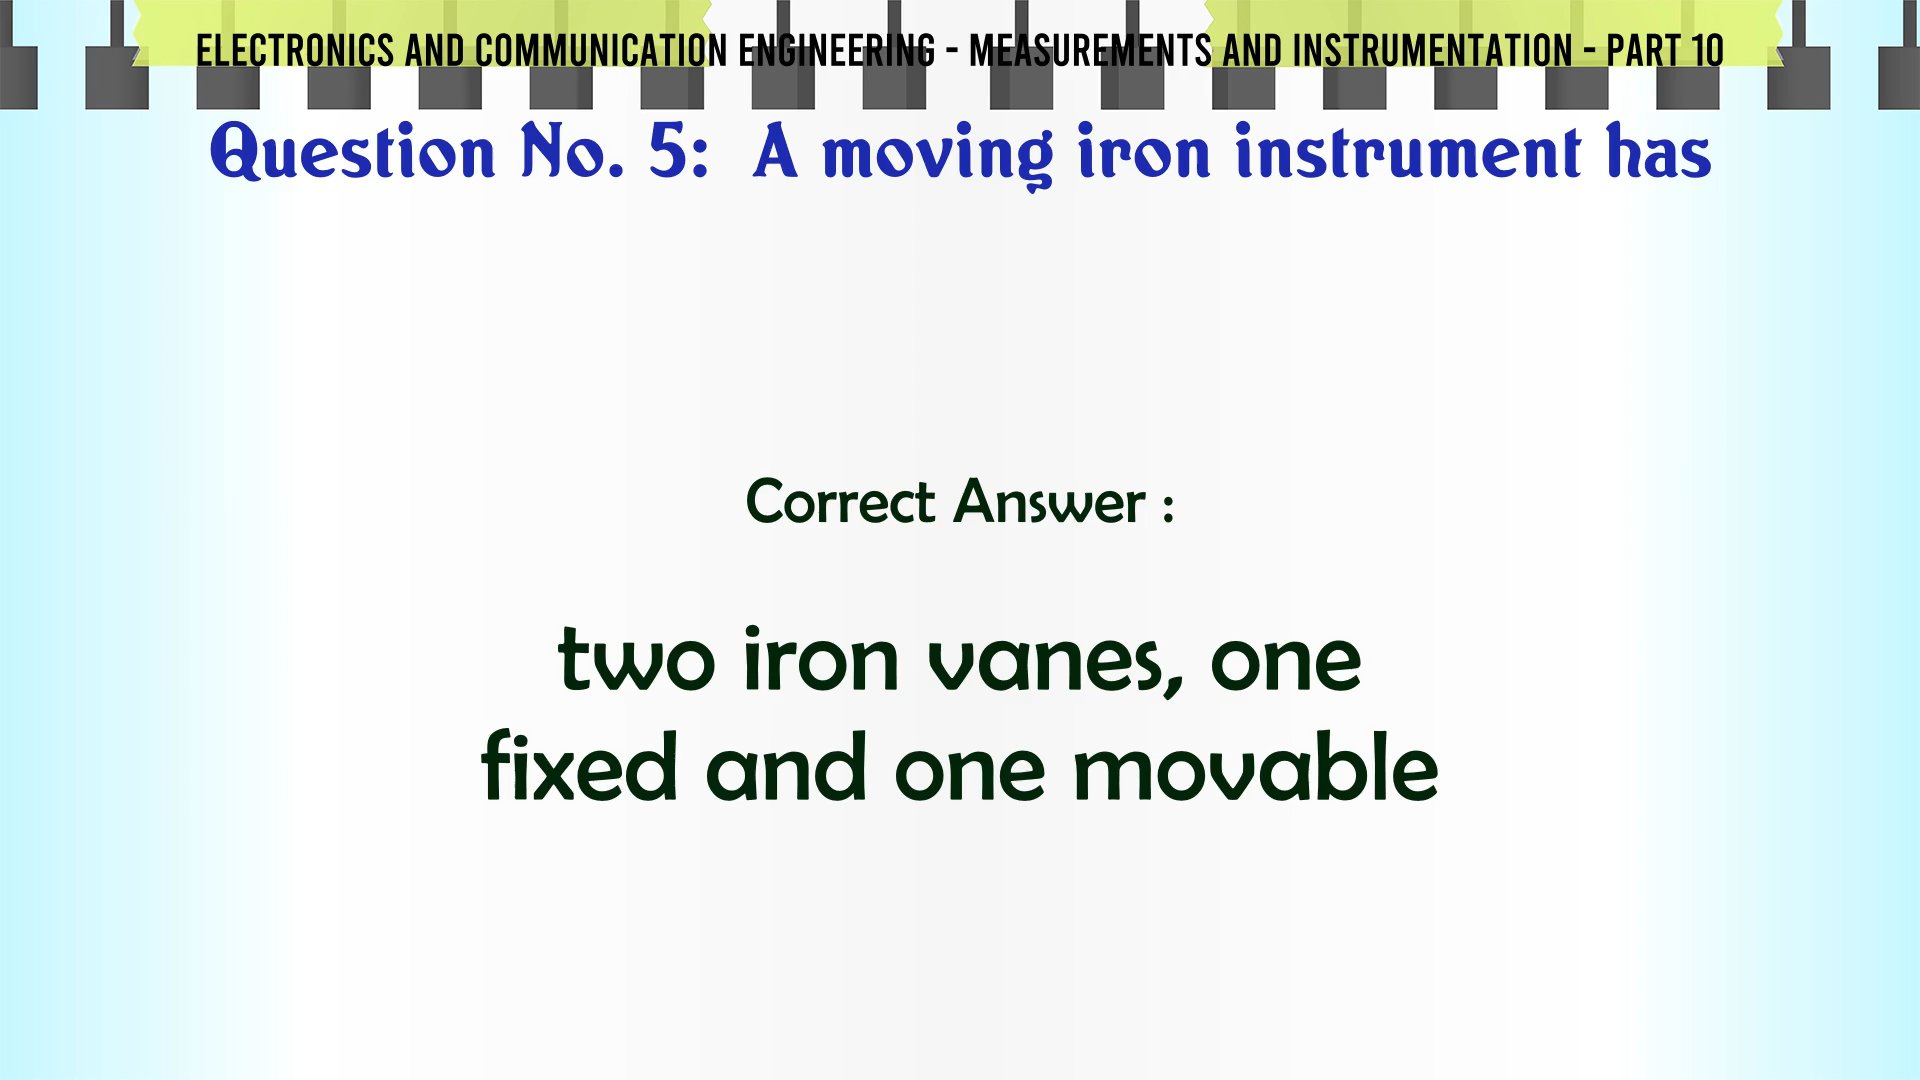 ELECTRONICS AND COMMUNICATION ENGINEERING - MEASUREMENTS AND INSTRUMENTATION - PART 10
Question No. 5: A moving iron instrument has
Correct Answer :
two iron vanes, one
fixed and one movable